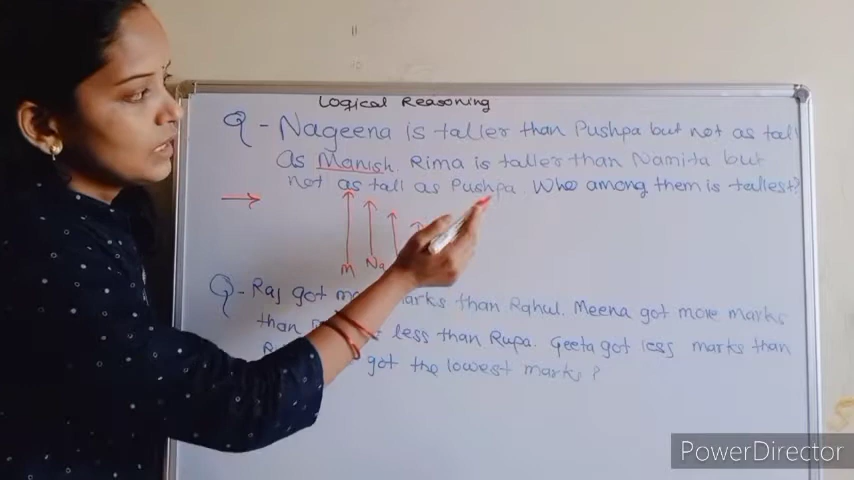 Logical Reasoning
Q - Nageena is taller than Pushpa but not as tall
as Manish. Rima is taller than Namita but
not as tall as Pushpa. Who among them is tallest?
M Na
Q - Raj got marks than Rahul. Meena got more marks
than less than Rupa. Geeta got less marks than
got the lowest marks?
PowerDirector